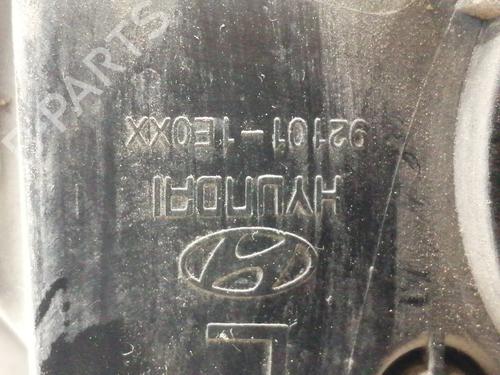 L
HYUNDAI
92101-1E0XX
B-PARTS